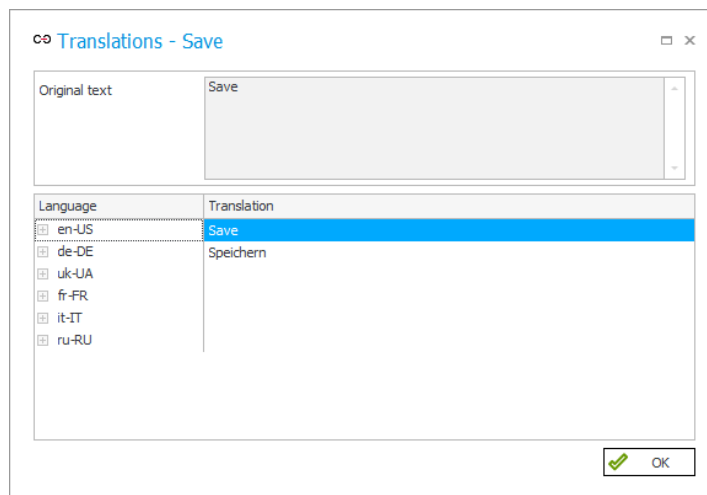 Translations - Save
Original text Save
Language Translation
en-US Save
de-DE Speichern
uk-UA
fr-FR
it-IT
ru-RU
OK